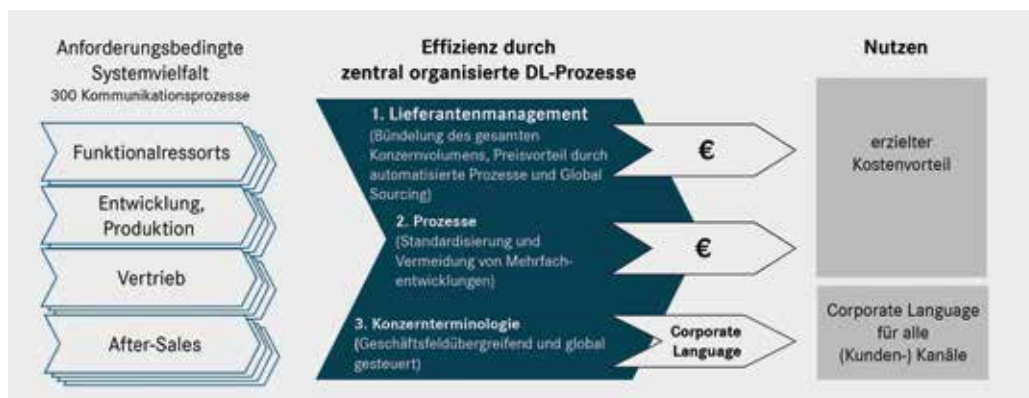 Anforderungsbedingte
Systemvielfalt
300 Kommunikationsprozesse
Funktionalressorts
Entwicklung,
Produktion
Vertrieb
After-Sales
Effizienz durch
zentral organisierte DL-Prozesse
1. Lieferantenmanagement
(Bündelung des gesamten
Konzernvolumens, Preisvorteil durch
automatisierte Prozesse und Global
Sourcing)
2. Prozesse
(Standardisierung und
Vermeidung von Mehrfach-
entwicklungen)
3. Konzernterminologie
(Geschäftsfeldübergreifend und global
gesteuert)
€
€
Corporate
Language
Nutzen
erzielter
Kostenvorteil
Corporate Language
für alle
(Kunden-) Kanäle